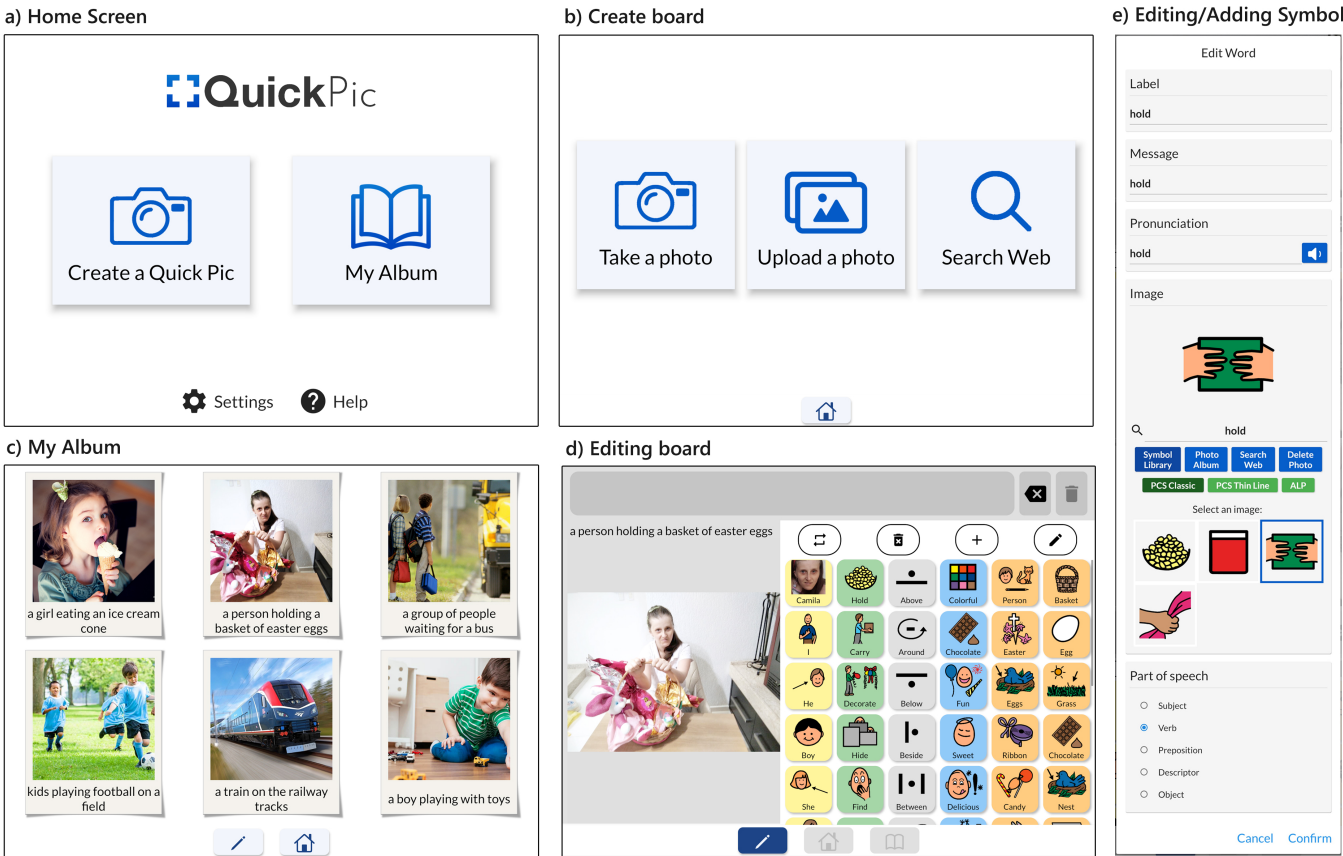 a) Home Screen
QuickPic
Create a Quick Pic
My Album
Settings
Help
b) Create board
Take a photo
Upload a photo
Search Web
c) My Album
a girl eating an ice cream
cone
a person holding a
basket of easter eggs
a group of people
waiting for a bus
kids playing football on a
field
a train on the railway
tracks
a boy playing with toys
d) Editing board
a person holding a basket of easter eggs
Camila Hold Above Colorful Person Basket
I Carry Around Chocolate Easter Egg
He Decorate Below Fun Eggs Grass
Boy Hide Beside Sweet Ribbon Chocolate
She Find Between Delicious Candy Nest
e) Editing/Adding Symbol
Edit Word
Label
hold
Message
hold
Pronunciation
hold
Image
hold
Symbol
Library
Photo
Album
Search
Web
Delete
Photo
PCS Classic
PCS Thin Line
ALP
Select an image:
Part of speech
Subject
Verb
Preposition
Descriptor
Object
Cancel
Confirm